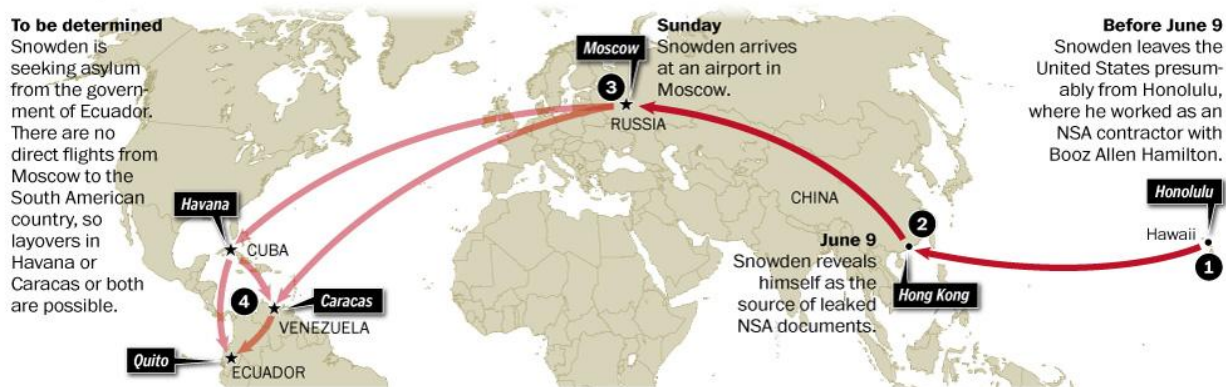 To be determined
Snowden is
seeking asylum
from the govern-
ment of Ecuador.
There are no
direct flights from
Moscow to the
South American
country, so
layovers in
Havana or
Caracas or both
are possible.
Havana
CUBA
4
Caracas
VENEZUELA
Quito
ECUADOR
Moscow
3
RUSSIA
Sunday
Snowden arrives
at an airport in
Moscow.
CHINA
2
June 9
Snowden reveals
himself as the
source of leaked
NSA documents.
Hong Kong
Before June 9
Snowden leaves the
United States presum-
ably from Honolulu,
where he worked as an
NSA contractor with
Booz Allen Hamilton.
Honolulu
Hawaii
1